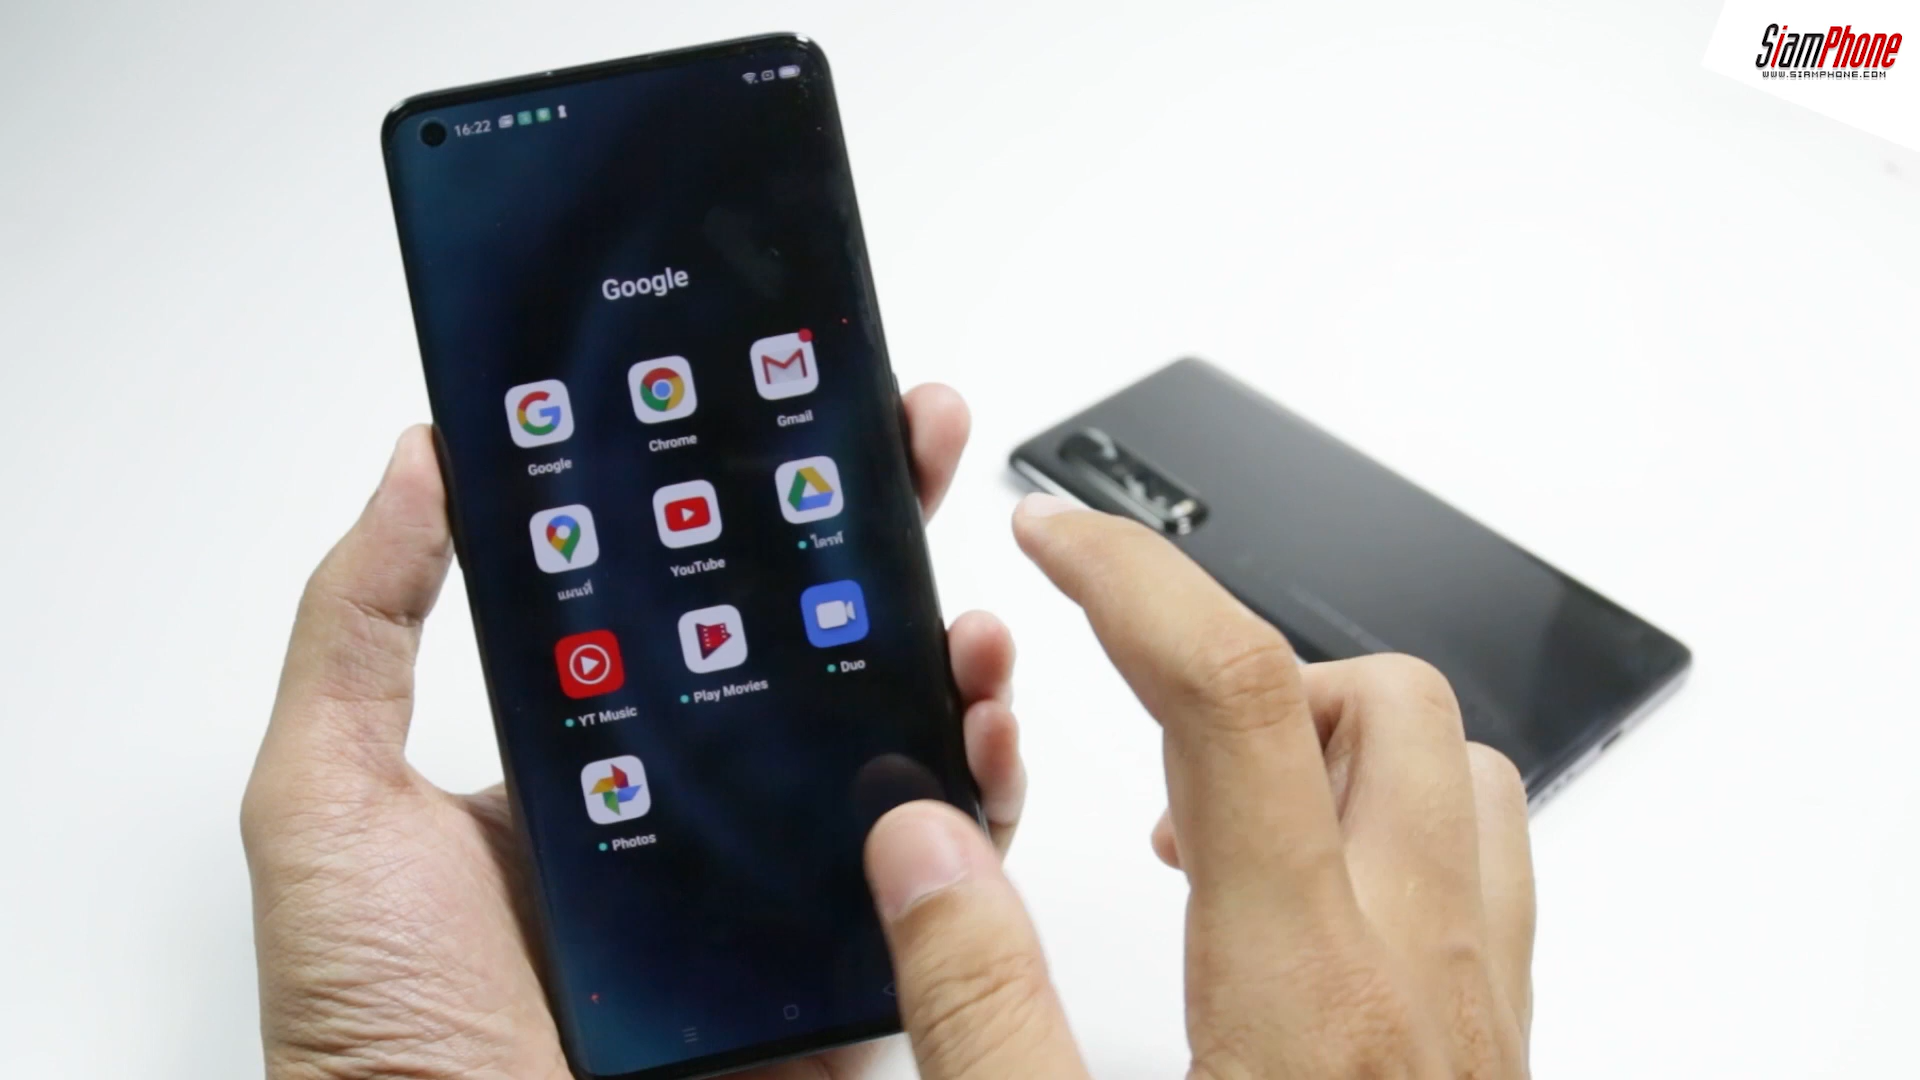 SiamPhone
WWW.SIAMPHONE.COM
16:22
Google
Google
Chrome
Gmail
แผนที่
YouTube
ไดรฟ์
YT Music
Play Movies
Duo
Photos